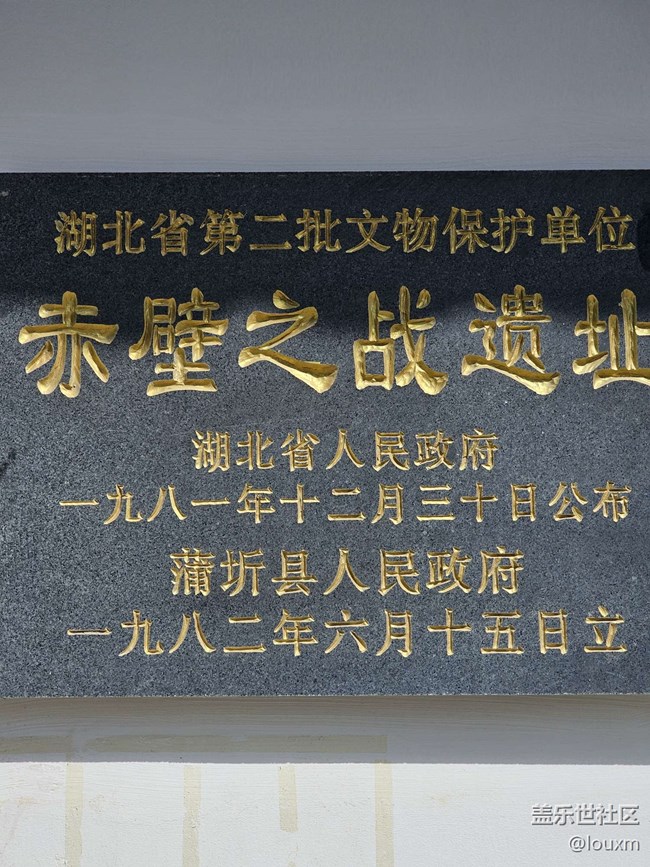 湖北省第二批文物保护单位
赤壁之战遗址
湖北省人民政府
一九八一年十二月三十日公布
蒲圻县人民政府
一九八二年六月十五日立
盖乐世社区
@louxm